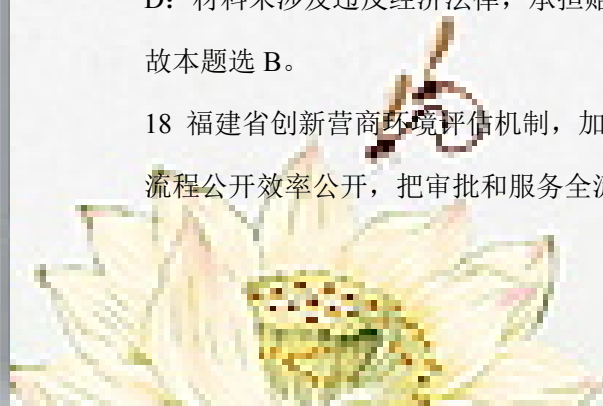 D：材料未涉及违反经济法律，承担赔
故本题选 B。
18 福建省创新营商环境评估机制，加
流程公开效率公开，把审批和服务全流